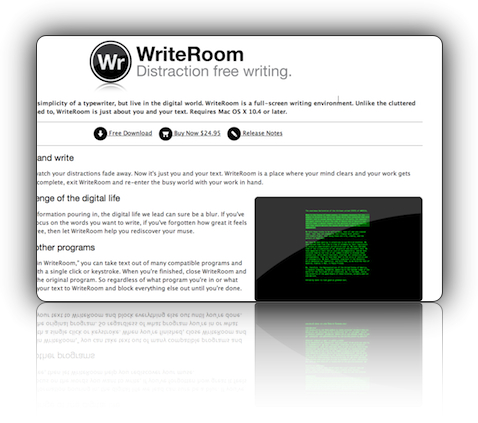 Wr WriteRoom
Distraction free writing.
simplicity of a typewriter, but live in the digital world. WriteRoom is a full-screen writing environment. Unlike the cluttered
ed to, WriteRoom is just about you and your text. Requires Mac OS X 10.4 or later.
Free Download Buy Now $24.95 Release Notes
and write
watch your distractions fade away. Now it's just you and your text. WriteRoom is a place where your mind clears and your work gets
complete, exit WriteRoom and re-enter the busy world with your work in hand.
enge of the digital life
formation pouring in, the digital life we lead can sure be a blur. If you've
ocus on the words you want to write, if you've forgotten how great it feels
ee, then let WriteRoom help you rediscover your muse.
other programs
in WriteRoom," you can take text out of many compatible programs and
with a single click or keystroke. When you're finished, close WriteRoom and
he original program. So regardless of what program you're in or what
your text to WriteRoom and block everything else out until you're done.